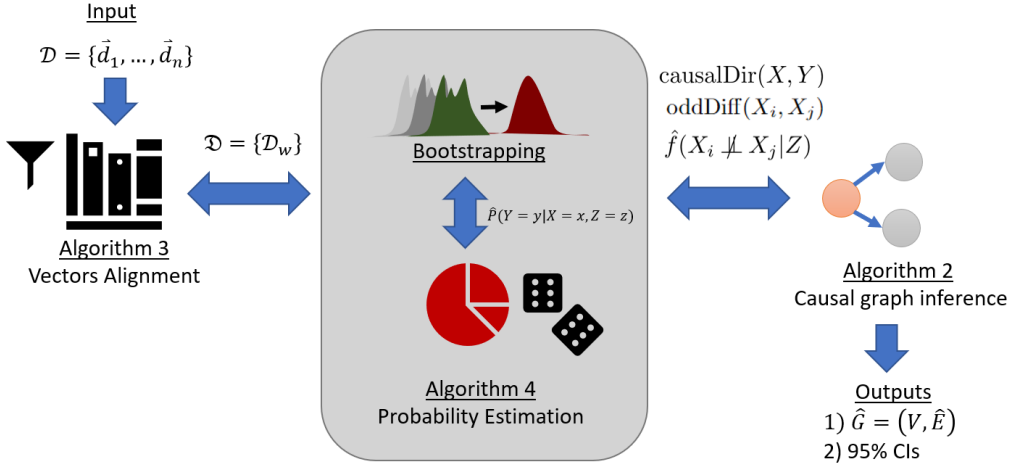 Input
𝒟 = {d⃗₁, …, d⃗ₙ}
Algorithm 3
Vectors Alignment
𝕯 = {𝒟_w}
Bootstrapping
P̂(Y = y|X = x, Z = z)
Algorithm 4
Probability Estimation
causalDir(X, Y)
oddDiff(Xᵢ, Xⱼ)
f̂(Xᵢ ⊥̸⊥ Xⱼ|Z)
Algorithm 2
Causal graph inference
Outputs
1) Ĝ = (V, Ê)
2) 95% CIs